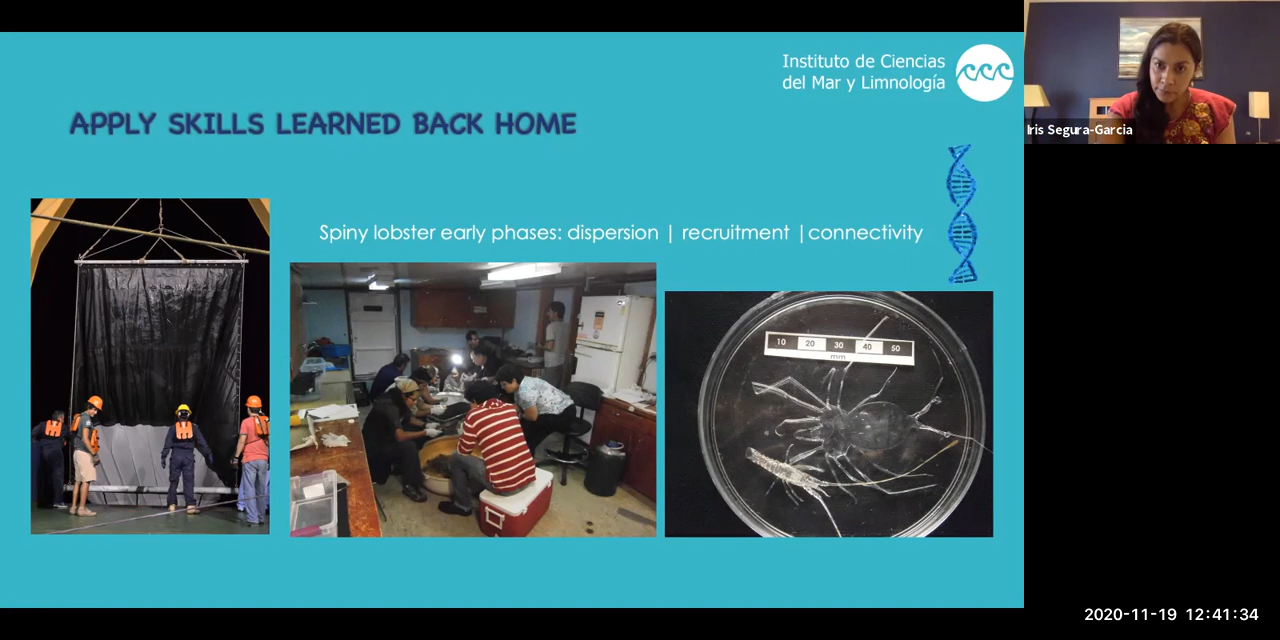 Instituto de Ciencias
del Mar y Limnología
APPLY SKILLS LEARNED BACK HOME
Spiny lobster early phases: dispersion | recruitment |connectivity
10 20 30 40 50
mm
Iris Segura-Garcia
2020-11-19 12:41:34